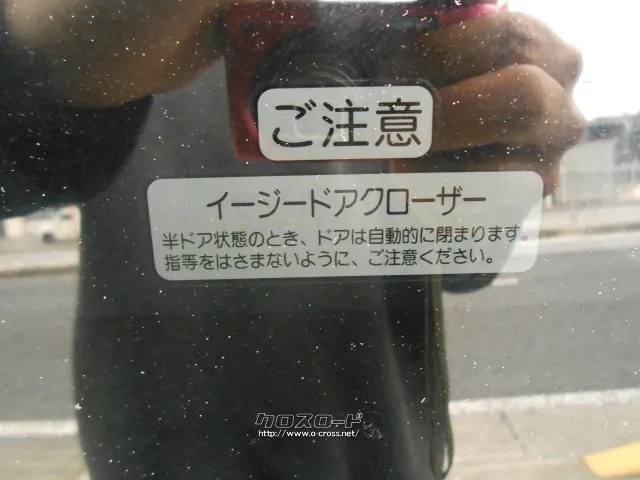 ご注意
イージードアクローザー
半ドア状態のとき、ドアは自動的に閉まります。
指等をはさまないように、ご注意ください。
クロスロード
http://www.o-cross.net/